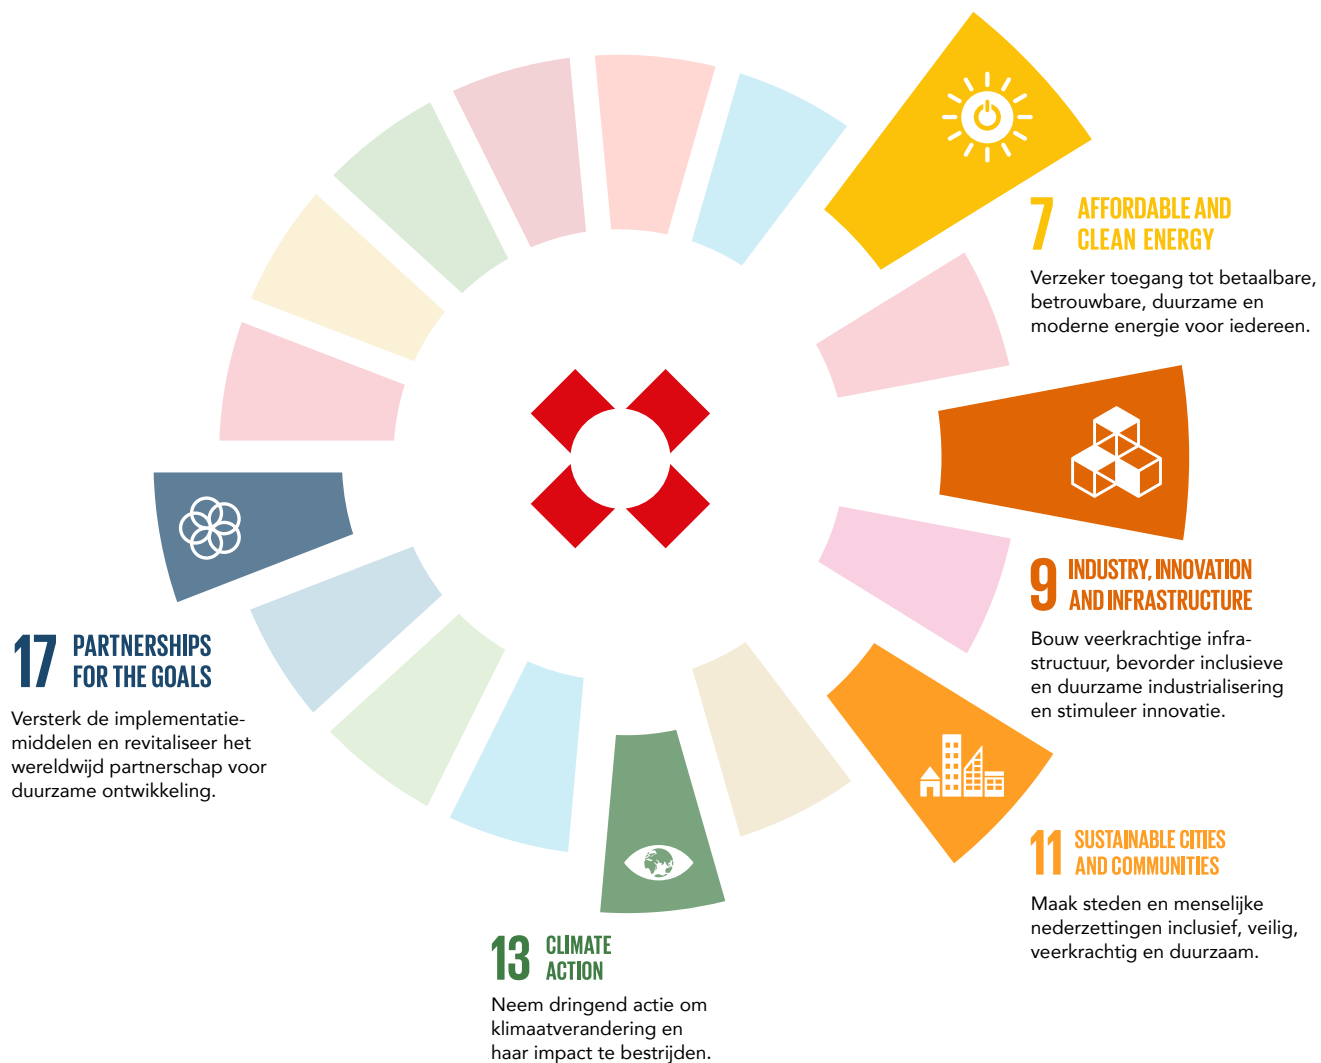 7 AFFORDABLE AND
CLEAN ENERGY
Verzeker toegang tot betaalbare,
betrouwbare, duurzame en
moderne energie voor iedereen.
9 INDUSTRY, INNOVATION
AND INFRASTRUCTURE
Bouw veerkrachtige infra-
structuur, bevorder inclusieve
en duurzame industrialisering
en stimuleer innovatie.
11 SUSTAINABLE CITIES
AND COMMUNITIES
Maak steden en menselijke
nederzettingen inclusief, veilig,
veerkrachtig en duurzaam.
13 CLIMATE
ACTION
Neem dringend actie om
klimaatverandering en
haar impact te bestrijden.
17 PARTNERSHIPS
FOR THE GOALS
Versterk de implementatie-
middelen en revitaliseer het
wereldwijd partnerschap voor
duurzame ontwikkeling.